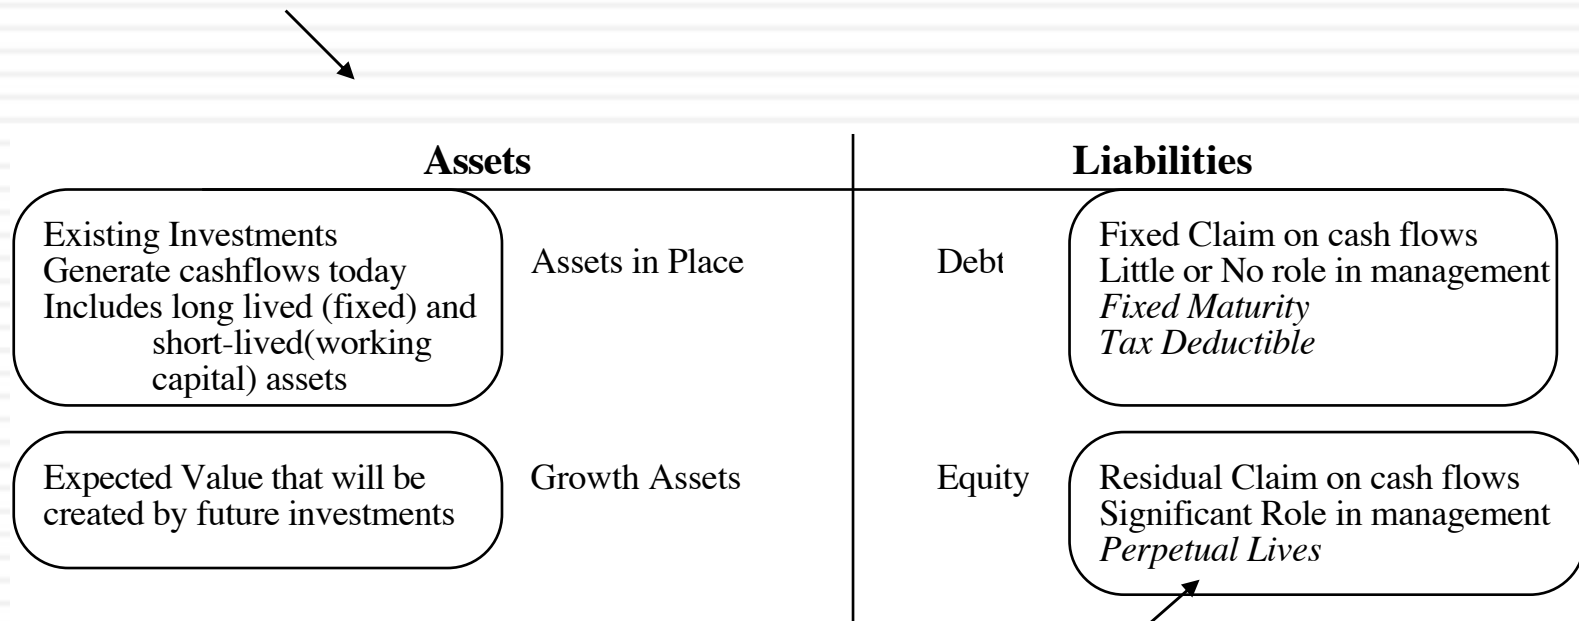 Assets
Liabilities
Existing Investments
Generate cashflows today
Includes long lived (fixed) and
short-lived(working
capital) assets
Assets in Place
Debt
Fixed Claim on cash flows
Little or No role in management
Fixed Maturity
Tax Deductible
Expected Value that will be
created by future investments
Growth Assets
Equity
Residual Claim on cash flows
Significant Role in management
Perpetual Lives